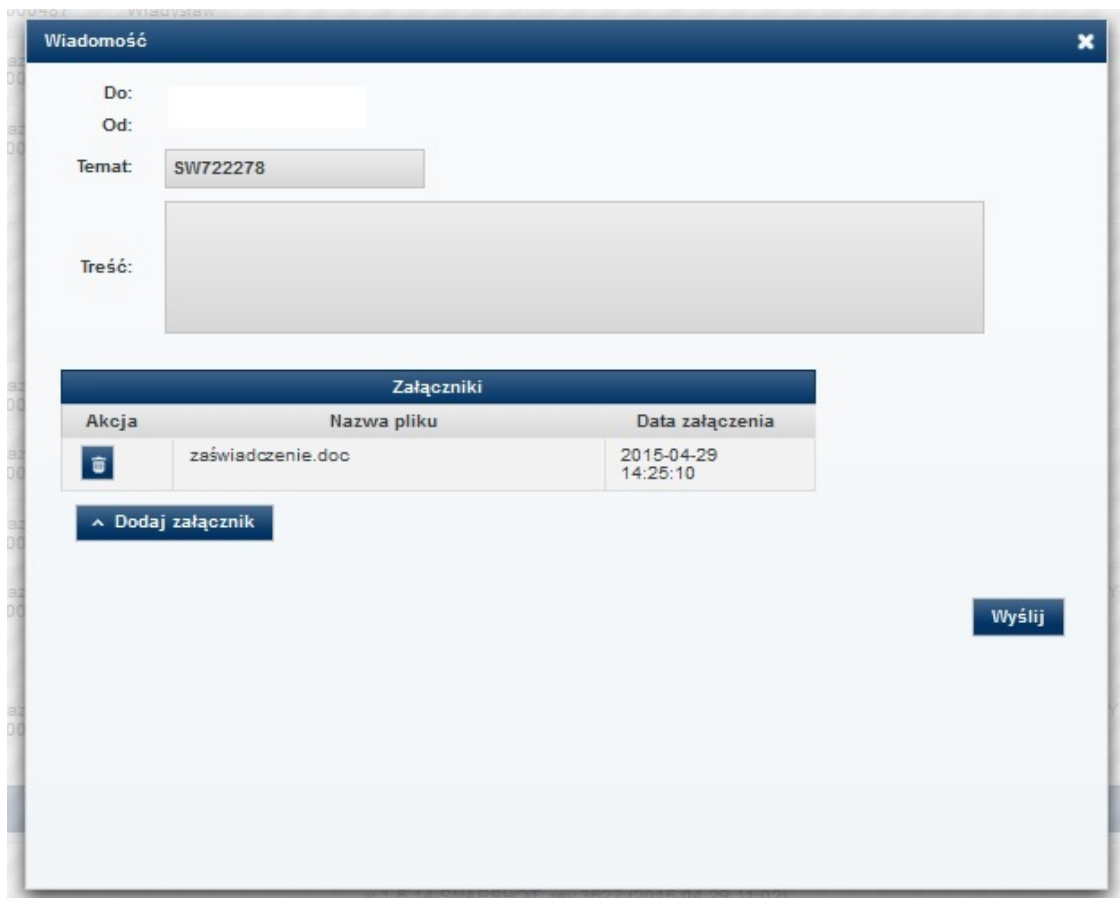 Władysław
Wiadomość
Do:
Od:
Temat:
SW722278
Treść:
Załączniki
Akcja
Nazwa pliku
Data załączenia
zaświadczenie.doc
2015-04-29
14:25:10
Dodaj załącznik
Wyślij